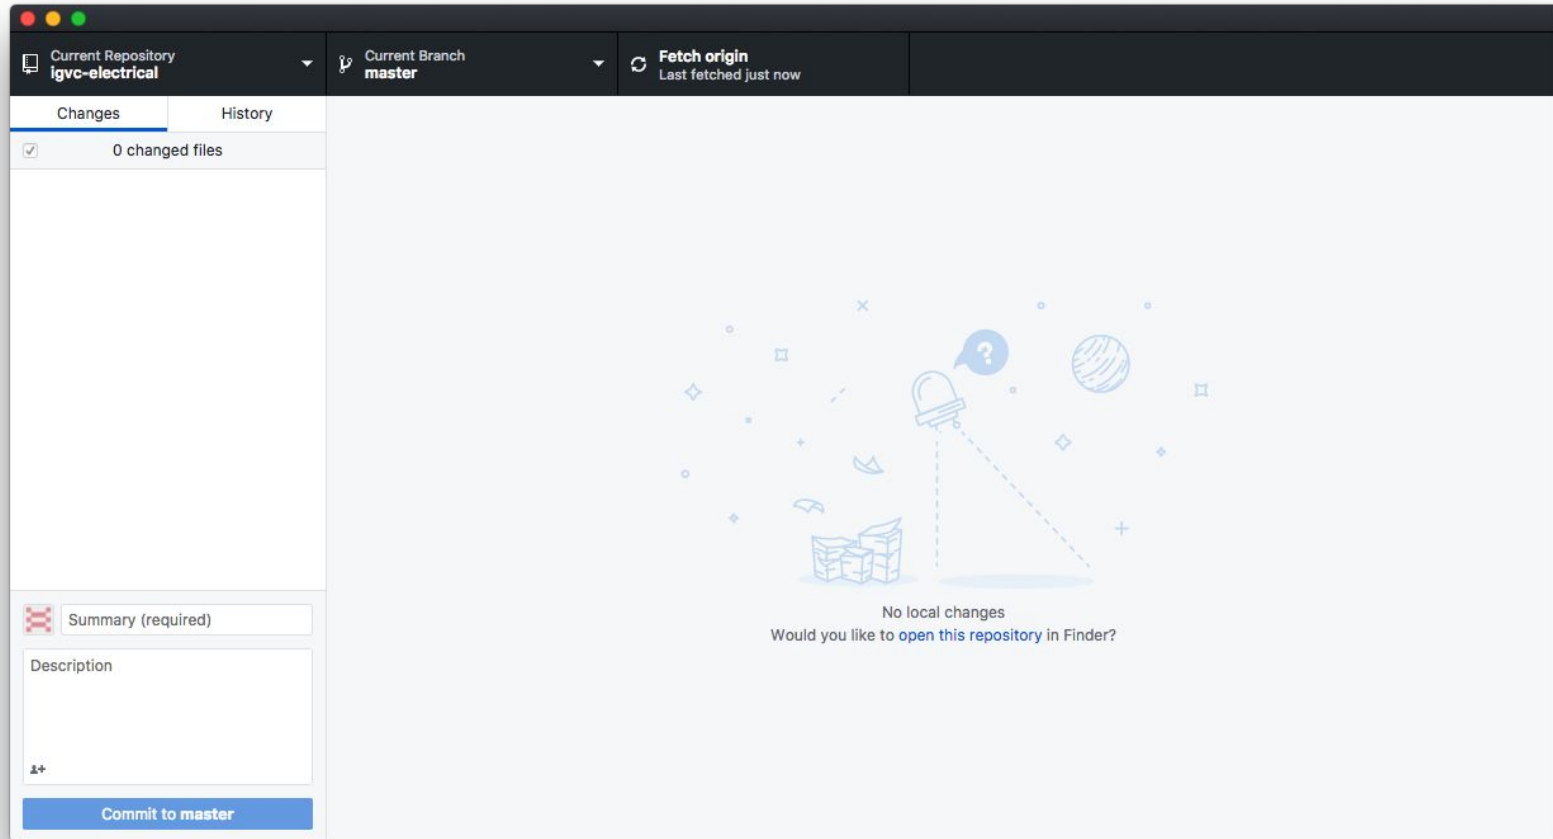 Current Repository
igvc-electrical
Current Branch
master
Fetch origin
Last fetched just now
Changes
History
0 changed files
?
No local changes
Would you like to open this repository in Finder?
Summary (required)
Description
Commit to master